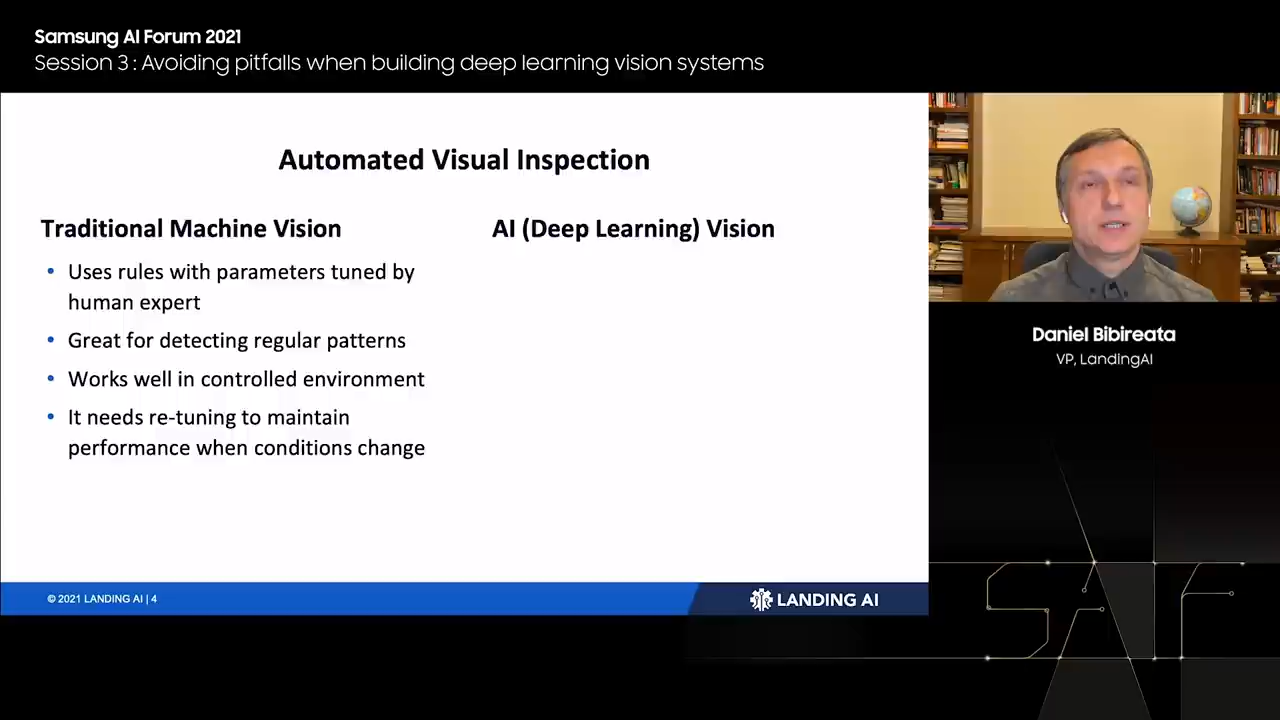 Samsung AI Forum 2021
Session 3 : Avoiding pitfalls when building deep learning vision systems
Automated Visual Inspection
Traditional Machine Vision
• Uses rules with parameters tuned by
human expert
• Great for detecting regular patterns
• Works well in controlled environment
• It needs re-tuning to maintain
performance when conditions change
AI (Deep Learning) Vision
© 2021 LANDING AI | 4
LANDING AI
Daniel Bibireata
VP, LandingAI
SAIF